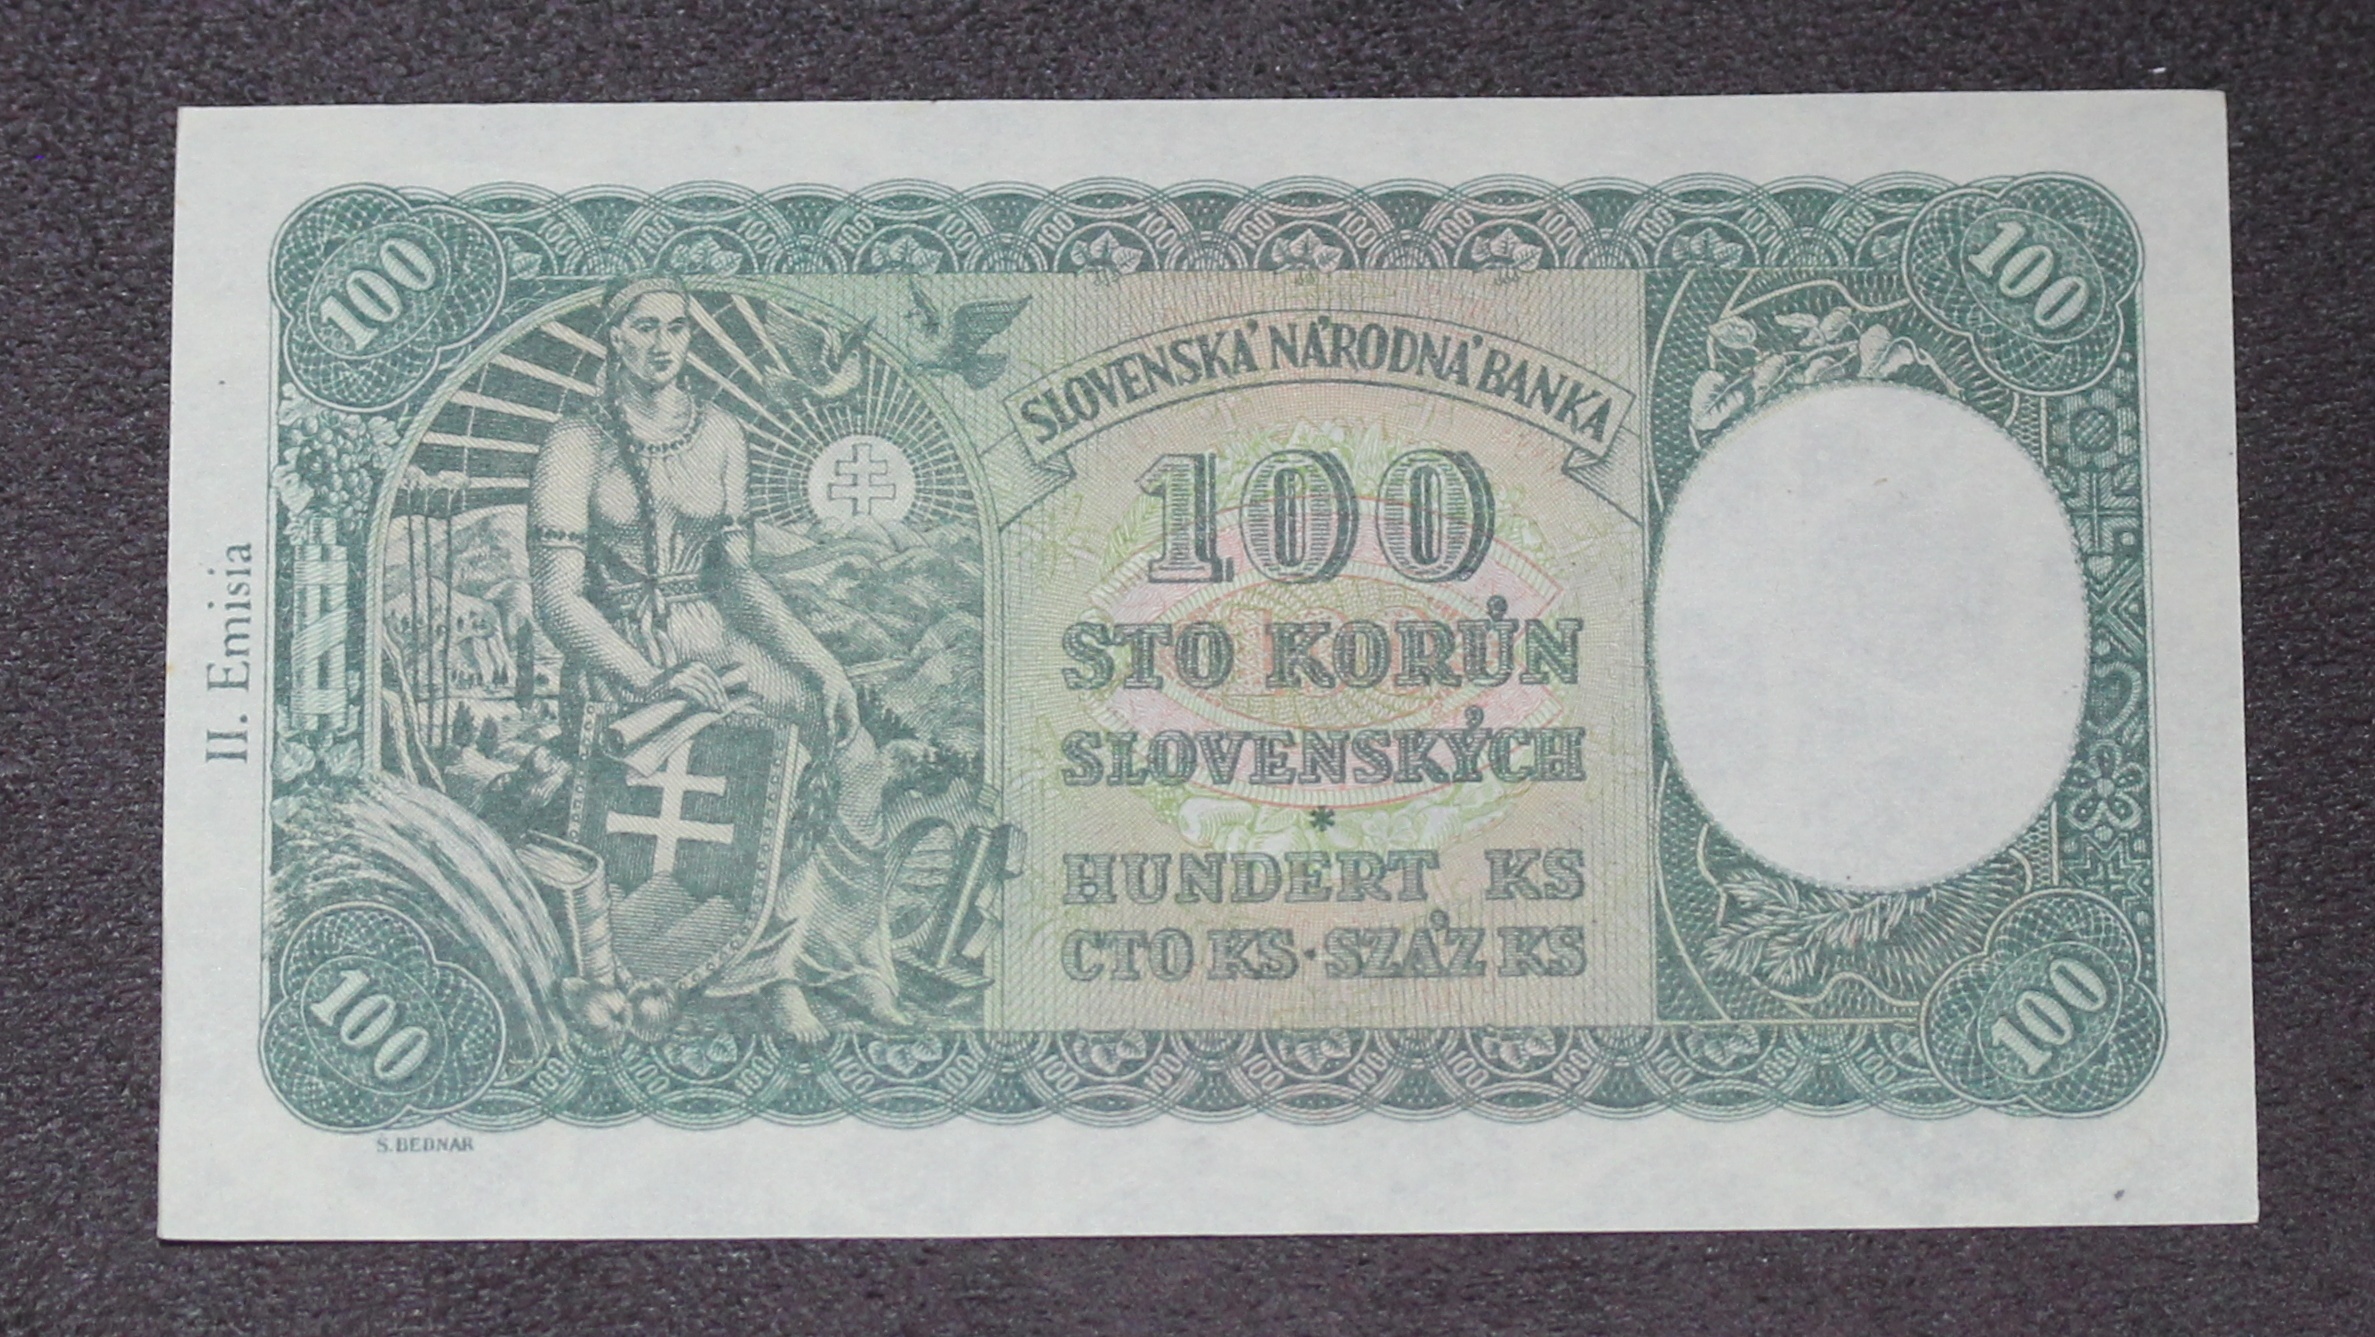 100
100
SLOVENSKÁ NÁRODNÁ BANKA
100
STO KORÚN
SLOVENSKÝCH
*
HUNDERT KS
СТО KS · SZÁZ KS
II. Emisia
100
100
Š. BEDNÁR